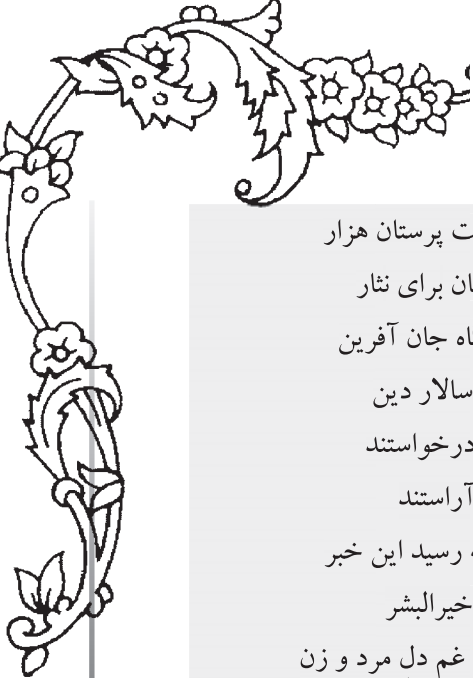 ت پرستان هزار
ان برای نثار
اه جان آفرین
سالار دین
درخواستند
آراستند
رسید این خبر
خیرالبشر
غم دل مرد و زن